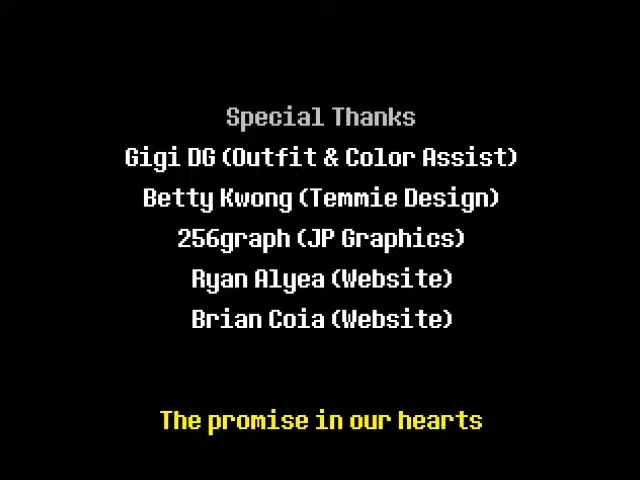 Special Thanks
Gigi DG (Outfit & Color Assist)
Betty Kwong (Temmie Design)
256graph (JP Graphics)
Ryan Alyea (Website)
Brian Coia (Website)
The promise in our hearts